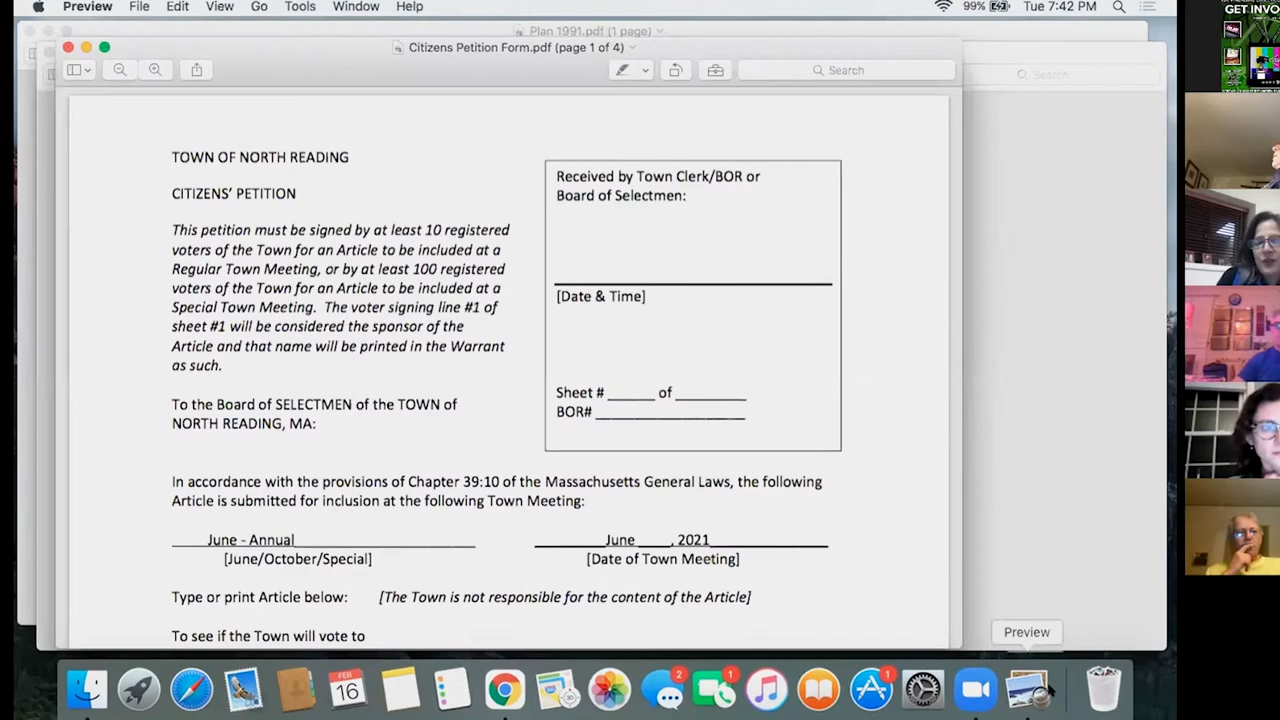 Preview File Edit View Go Tools Window Help 99% Tue 7:42 PM
GET INVO
Plan 1991.pdf (1 page)
Citizens Petition Form.pdf (page 1 of 4)
Search
Search
TOWN OF NORTH READING
CITIZENS' PETITION
This petition must be signed by at least 10 registered
voters of the Town for an Article to be included at a
Regular Town Meeting, or by at least 100 registered
voters of the Town for an Article to be included at a
Special Town Meeting. The voter signing line #1 of
sheet #1 will be considered the sponsor of the
Article and that name will be printed in the Warrant
as such.
To the Board of SELECTMEN of the TOWN of
NORTH READING, MA:
Received by Town Clerk/BOR or
Board of Selectmen:
[Date & Time]
Sheet # ______ of _________
BOR# ___________________
In accordance with the provisions of Chapter 39:10 of the Massachusetts General Laws, the following
Article is submitted for inclusion at the following Town Meeting:
June - Annual
June ____, 2021
[June/October/Special]
[Date of Town Meeting]
Type or print Article below: [The Town is not responsible for the content of the Article]
To see if the Town will vote to
Preview
FEB
16
2
1
1